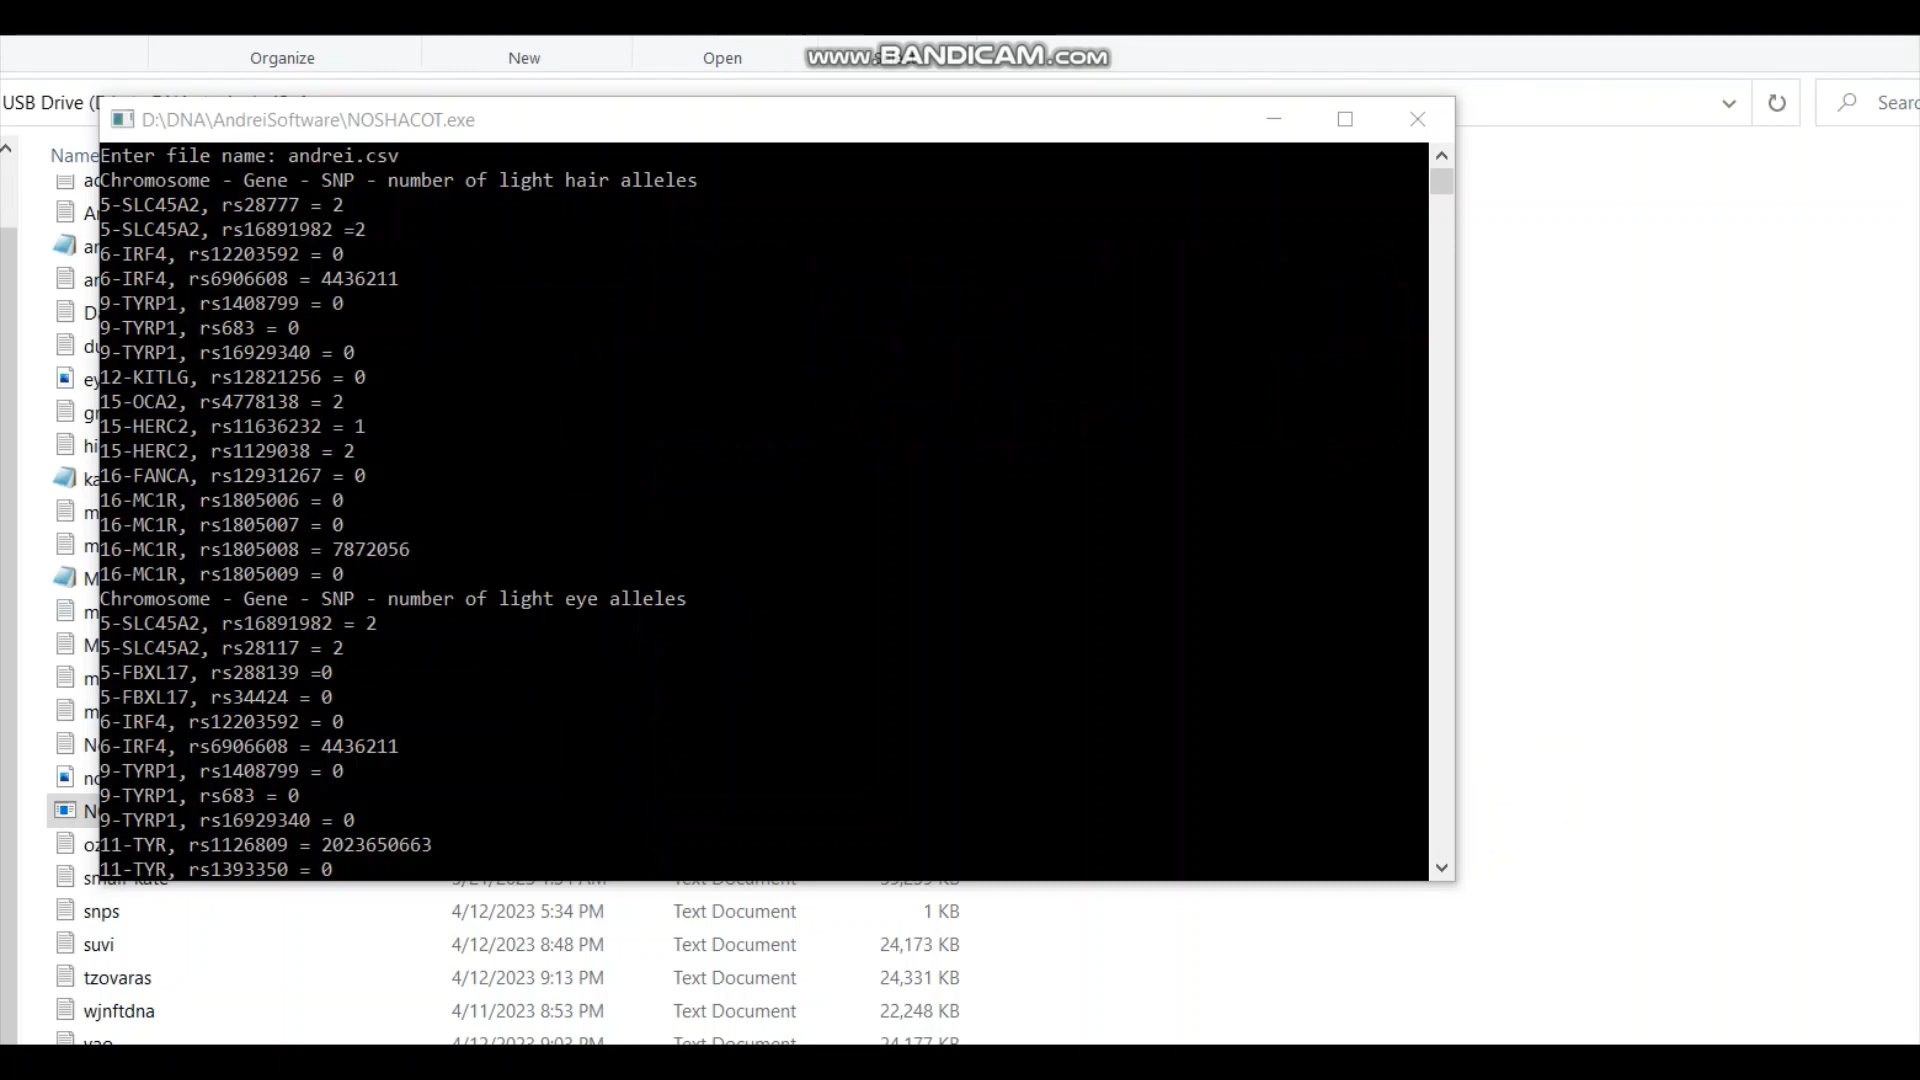 Organize New Open www.BANDICAM.com
USB Drive
D:\DNA\AndreiSoftware\NOSHACOT.exe
Name
Enter file name: andrei.csv
Chromosome - Gene - SNP - number of light hair alleles
5-SLC45A2, rs28777 = 2
5-SLC45A2, rs16891982 =2
6-IRF4, rs12203592 = 0
6-IRF4, rs6906608 = 4436211
9-TYRP1, rs1408799 = 0
9-TYRP1, rs683 = 0
9-TYRP1, rs16929340 = 0
12-KITLG, rs12821256 = 0
15-OCA2, rs4778138 = 2
15-HERC2, rs11636232 = 1
15-HERC2, rs1129038 = 2
16-FANCA, rs12931267 = 0
16-MC1R, rs1805006 = 0
16-MC1R, rs1805007 = 0
16-MC1R, rs1805008 = 7872056
16-MC1R, rs1805009 = 0
Chromosome - Gene - SNP - number of light eye alleles
5-SLC45A2, rs16891982 = 2
5-SLC45A2, rs28117 = 2
5-FBXL17, rs288139 =0
5-FBXL17, rs34424 = 0
6-IRF4, rs12203592 = 0
6-IRF4, rs6906608 = 4436211
9-TYRP1, rs1408799 = 0
9-TYRP1, rs683 = 0
9-TYRP1, rs16929340 = 0
11-TYR, rs1126809 = 2023650663
11-TYR, rs1393350 = 0
snps 4/12/2023 5:34 PM Text Document 1 KB
suvi 4/12/2023 8:48 PM Text Document 24,173 KB
tzovaras 4/12/2023 9:13 PM Text Document 24,331 KB
wjnftdna 4/11/2023 8:53 PM Text Document 22,248 KB